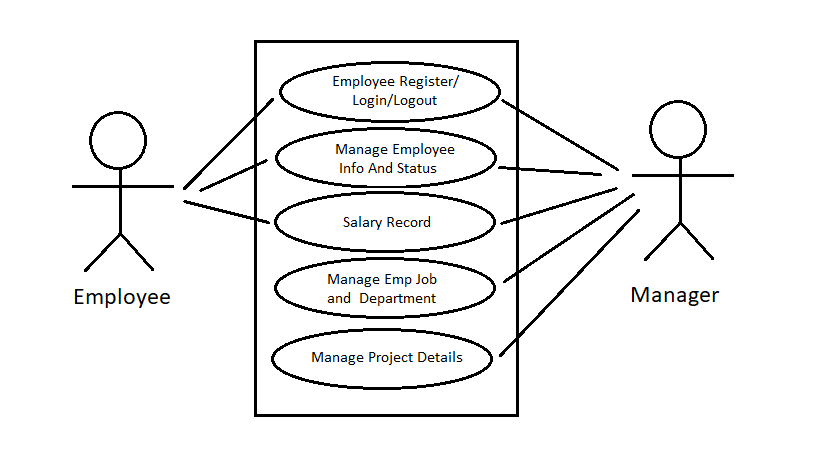 Employee Register/
Login/Logout
Manage Employee
Info And Status
Salary Record
Manage Emp Job
and  Department
Manage Project Details
Employee
Manager